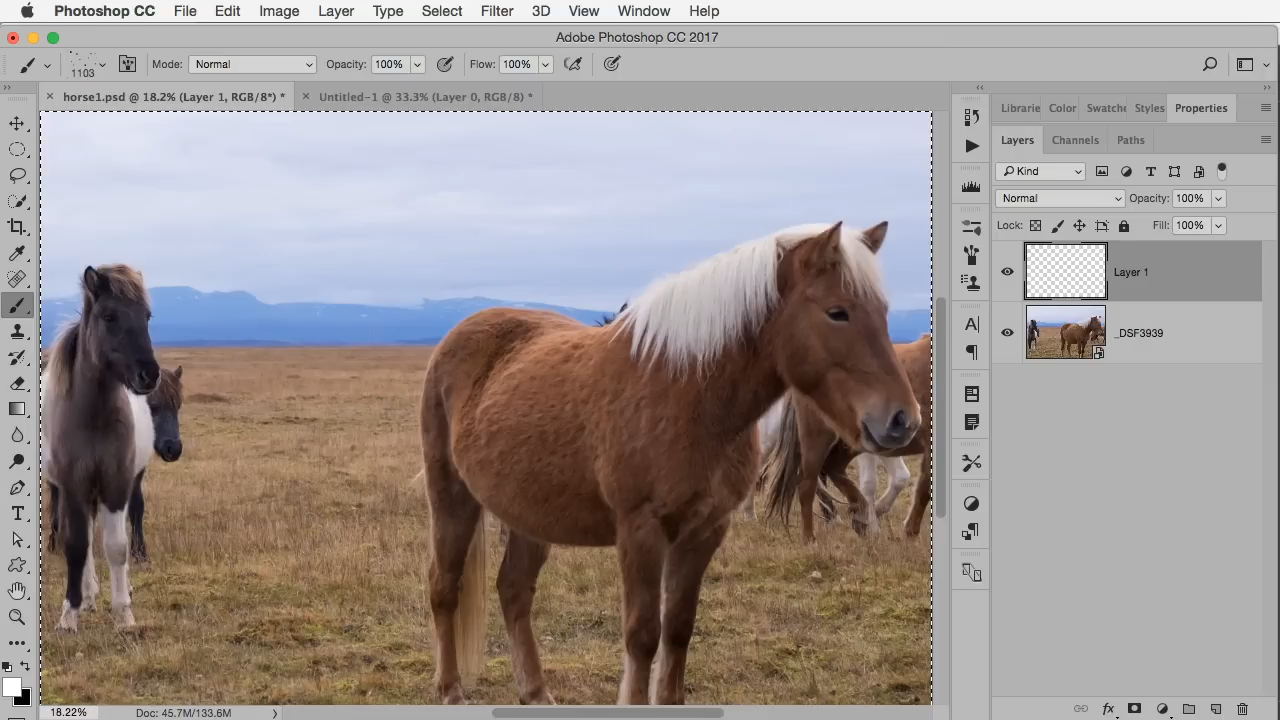 Photoshop CC File Edit Image Layer Type Select Filter 3D View Window Help
Adobe Photoshop CC 2017
1103 Mode: Normal Opacity: 100% Flow: 100%
horse1.psd @ 18.2% (Layer 1, RGB/8*) * Untitled-1 @ 33.3% (Layer 0, RGB/8) *
Librarie Color Swatche Styles Properties
Layers Channels Paths
Kind
Normal Opacity: 100%
Lock: Fill: 100%
Layer 1
_DSF3939
18.22% Doc: 45.7M/133.6M